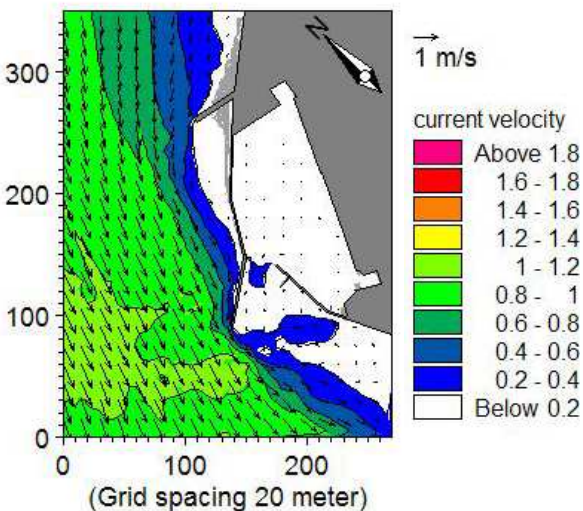 300
200
100
0
0
100
200
(Grid spacing 20 meter)
N
1 m/s
current velocity
Above 1.8
1.6 - 1.8
1.4 - 1.6
1.2 - 1.4
1 - 1.2
0.8 - 1
0.6 - 0.8
0.4 - 0.6
0.2 - 0.4
Below 0.2